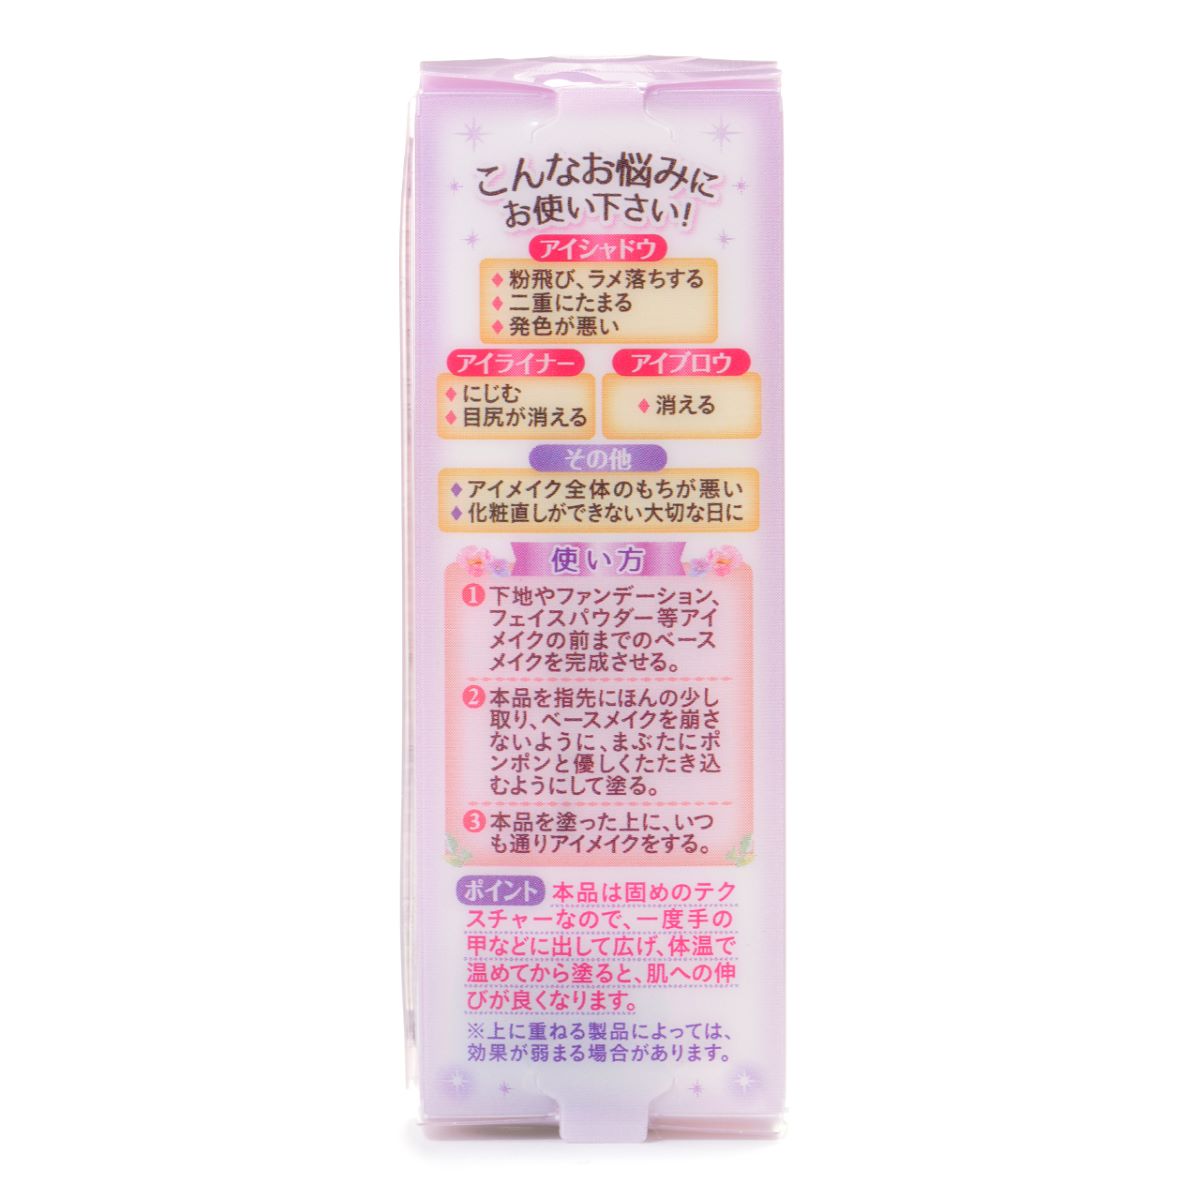 こんなお悩みに
お使い下さい!
アイシャドウ
♦粉飛び、ラメ落ちする
♦二重にたまる
♦発色が悪い
アイライナー
♦にじむ
♦目尻が消える
アイブロウ
♦消える
その他
♦アイメイク全体のもちが悪い
♦化粧直しができない大切な日に
使い方
❶下地やファンデーション、
フェイスパウダー等アイ
メイクの前までのベース
メイクを完成させる。
❷本品を指先にほんの少し
取り、ベースメイクを崩さ
ないように、まぶたにポ
ンポンと優しくたたき込
むようにして塗る。
❸本品を塗った上に、いつ
も通りアイメイクをする。
ポイント 本品は固めのテク
スチャーなので、一度手の
甲などに出して広げ、体温で
温めてから塗ると、肌への伸
びが良くなります。
※上に重ねる製品によっては、
効果が弱まる場合があります。